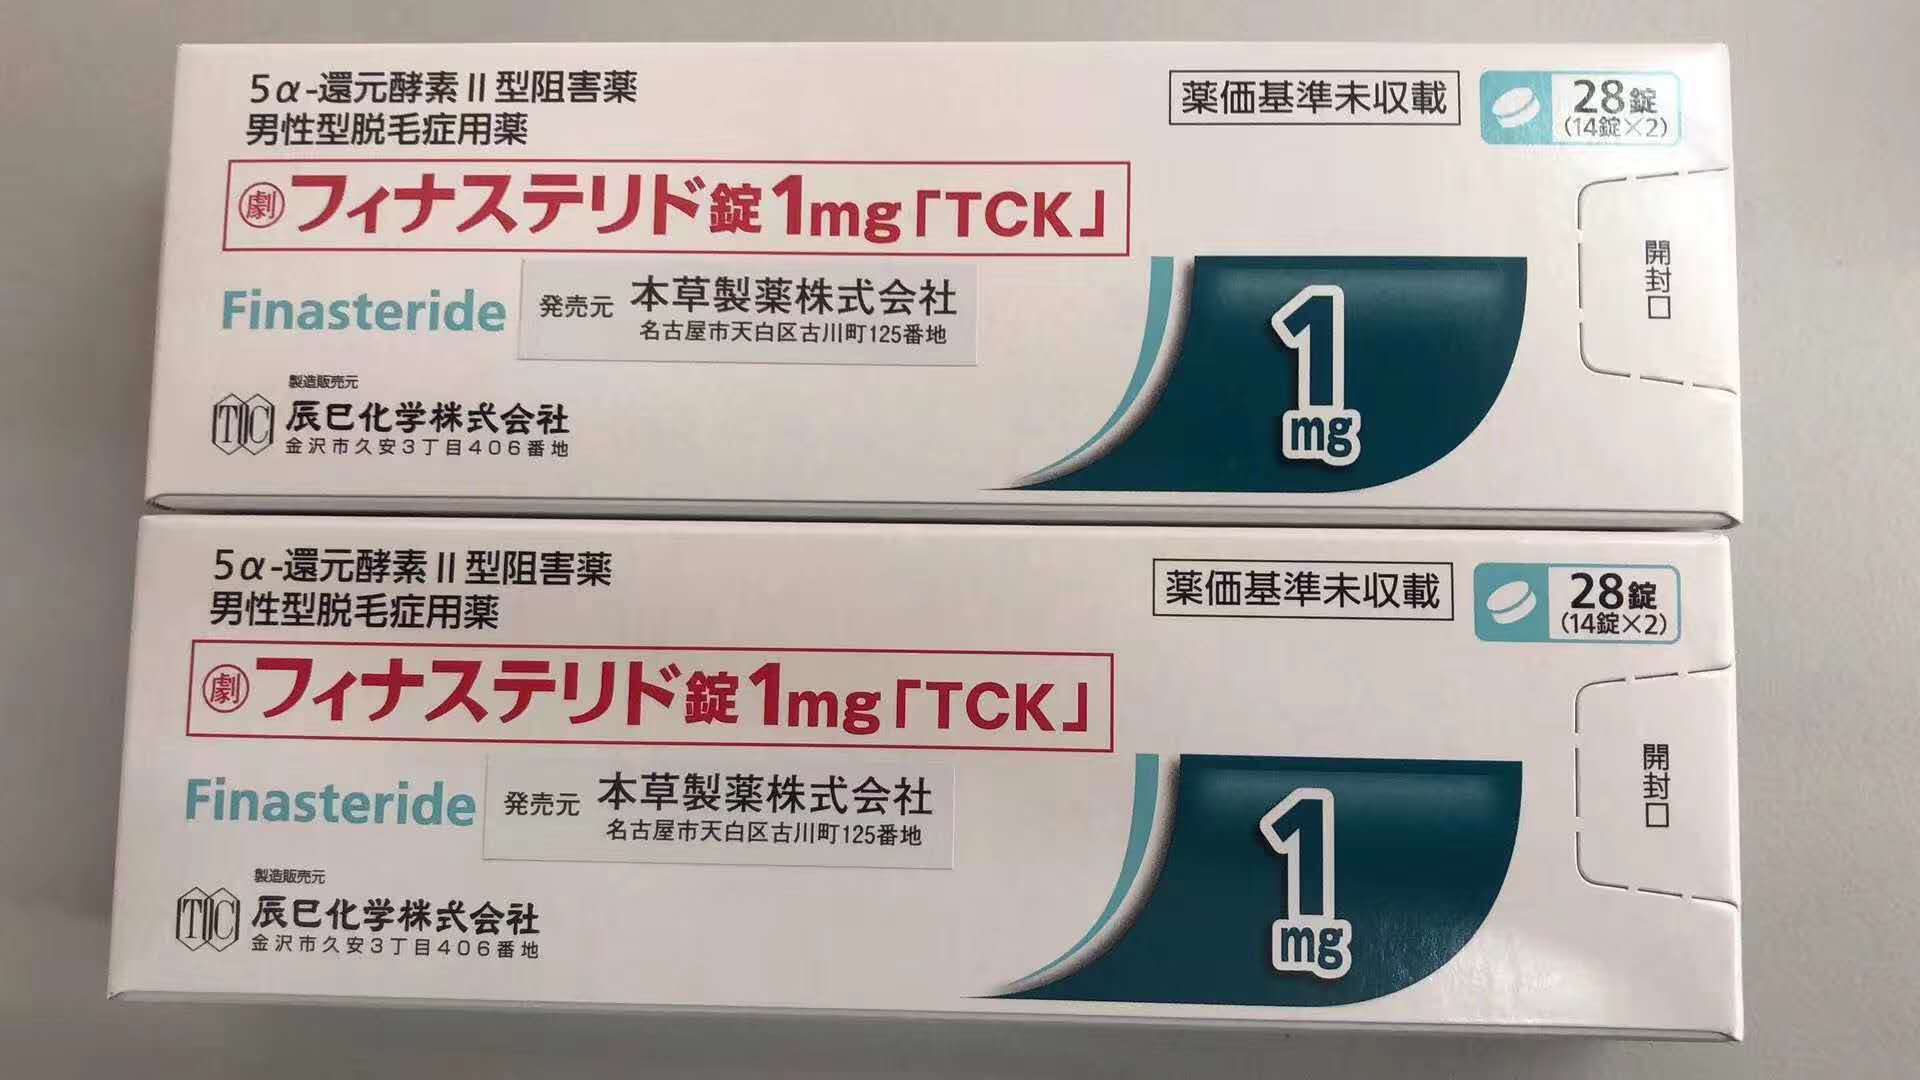 5α-還元酵素Ⅱ型阻害薬
男性型脱毛症用薬
薬価基準未収載
28錠
(14錠×2)
劇 フィナステリド錠1mg「TCK」
Finasteride
発売元 本草製薬株式会社
名古屋市天白区古川町125番地
製造販売元
TIC 辰巳化学株式会社
金沢市久安3丁目406番地
1
mg
開封口
5α-還元酵素Ⅱ型阻害薬
男性型脱毛症用薬
薬価基準未収載
28錠
(14錠×2)
劇 フィナステリド錠1mg「TCK」
Finasteride
発売元 本草製薬株式会社
名古屋市天白区古川町125番地
製造販売元
TIC 辰巳化学株式会社
金沢市久安3丁目406番地
1
mg
開封口